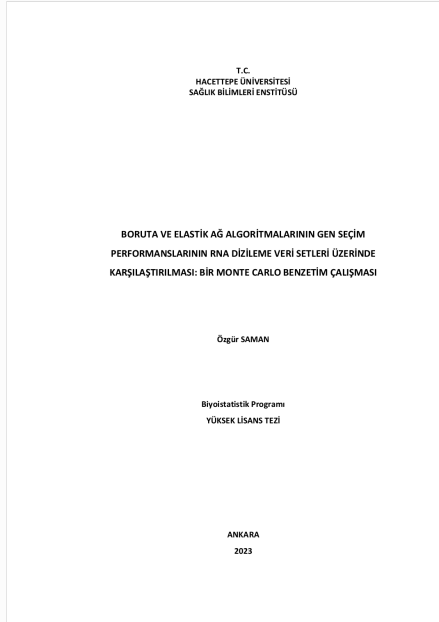 T.C.
HACETTEPE ÜNİVERSİTESİ
SAĞLIK BİLİMLERİ ENSTİTÜSÜ
BORUTA VE ELASTİK AĞ ALGORİTMALARININ GEN SEÇİM
PERFORMANSLARININ RNA DİZİLEME VERİ SETLERİ ÜZERİNDE
KARŞILAŞTIRILMASI: BİR MONTE CARLO BENZETİM ÇALIŞMASI
Özgür SAMAN
Biyoistatistik Programı
YÜKSEK LİSANS TEZİ
ANKARA
2023